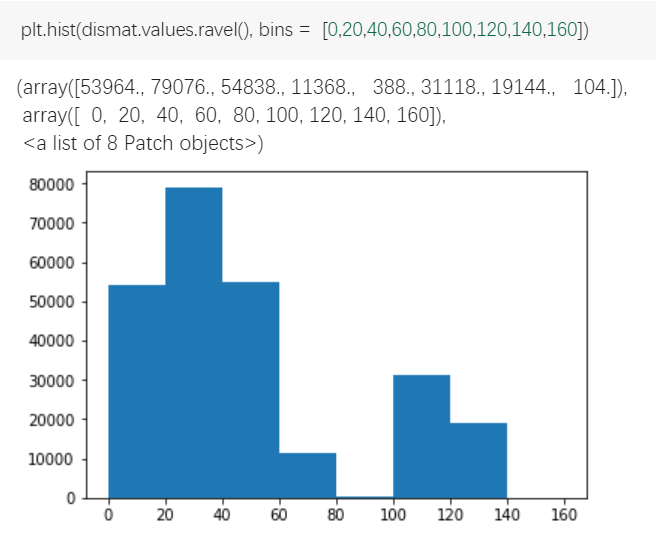 plt.hist(dismat.values.ravel(), bins = [0,20,40,60,80,100,120,140,160])
(array([53964., 79076., 54838., 11368., 388., 31118., 19144., 104.]),
array([ 0, 20, 40, 60, 80, 100, 120, 140, 160]),
<a list of 8 Patch objects>)
80000
70000
60000
50000
40000
30000
20000
10000
0
0 20 40 60 80 100 120 140 160